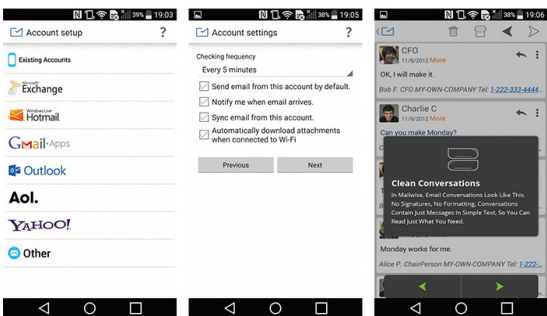 39% 19:03
Account setup ?
Existing Accounts
Microsoft
Exchange
Windows Live
Hotmail
GMail Apps
Outlook
Aol.
YAHOO!
Other
38% 19:05
Account settings ?
Checking frequency
Every 5 minutes
Send email from this account by default.
Notify me when email arrives.
Sync email from this account.
Automatically download attachments
when connected to Wi-Fi
Previous Next
38% 19:06
CFO
11/9/2012 More
OK, I will make it.
Bob F. CFO MY-OWN-COMPANY Tel: 1-222-333-4444..
Charlie C
11/9/2012 More
Can you make Monday?
Clean Conversations
In Mailwise, Email Conversations Look Like This.
No Signatures, No Formatting, Conversations
Contain Just Messages In Simple Text, So You Can
Read Just What You Need.
Monday works for me.
Alice P. ChairPerson MY-OWN-COMPANY Tel: 1-222-...